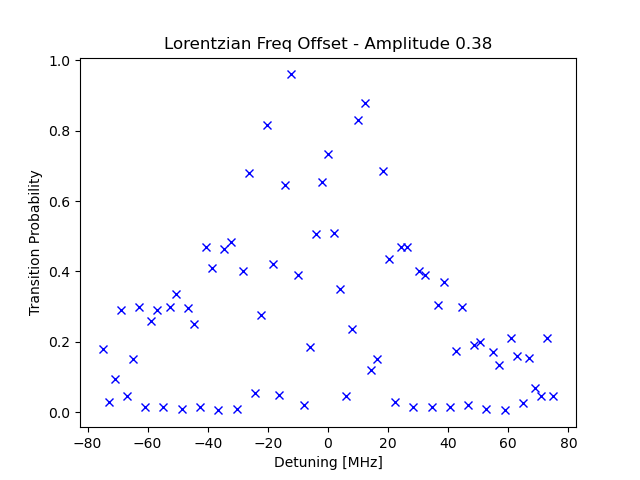 Lorentzian Freq Offset - Amplitude 0.38
1.0
0.8
0.6
0.4
0.2
0.0
Transition Probability
−80 −60 −40 −20 0 20 40 60 80
Detuning [MHz]